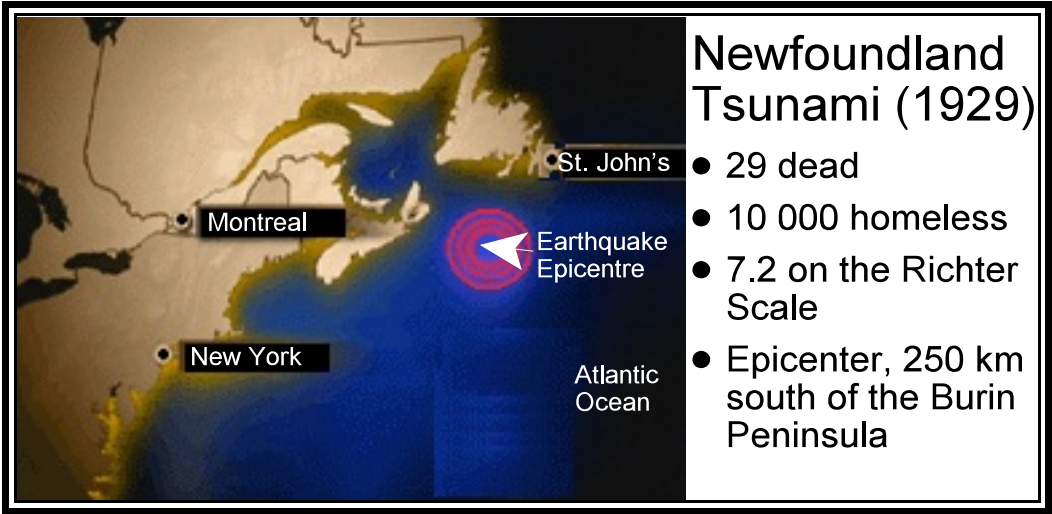 Newfoundland
Tsunami (1929)
● 29 dead
● 10 000 homeless
● 7.2 on the Richter
Scale
● Epicenter, 250 km
south of the Burin
Peninsula
St. John's
Montreal
Earthquake
Epicentre
New York
Atlantic
Ocean